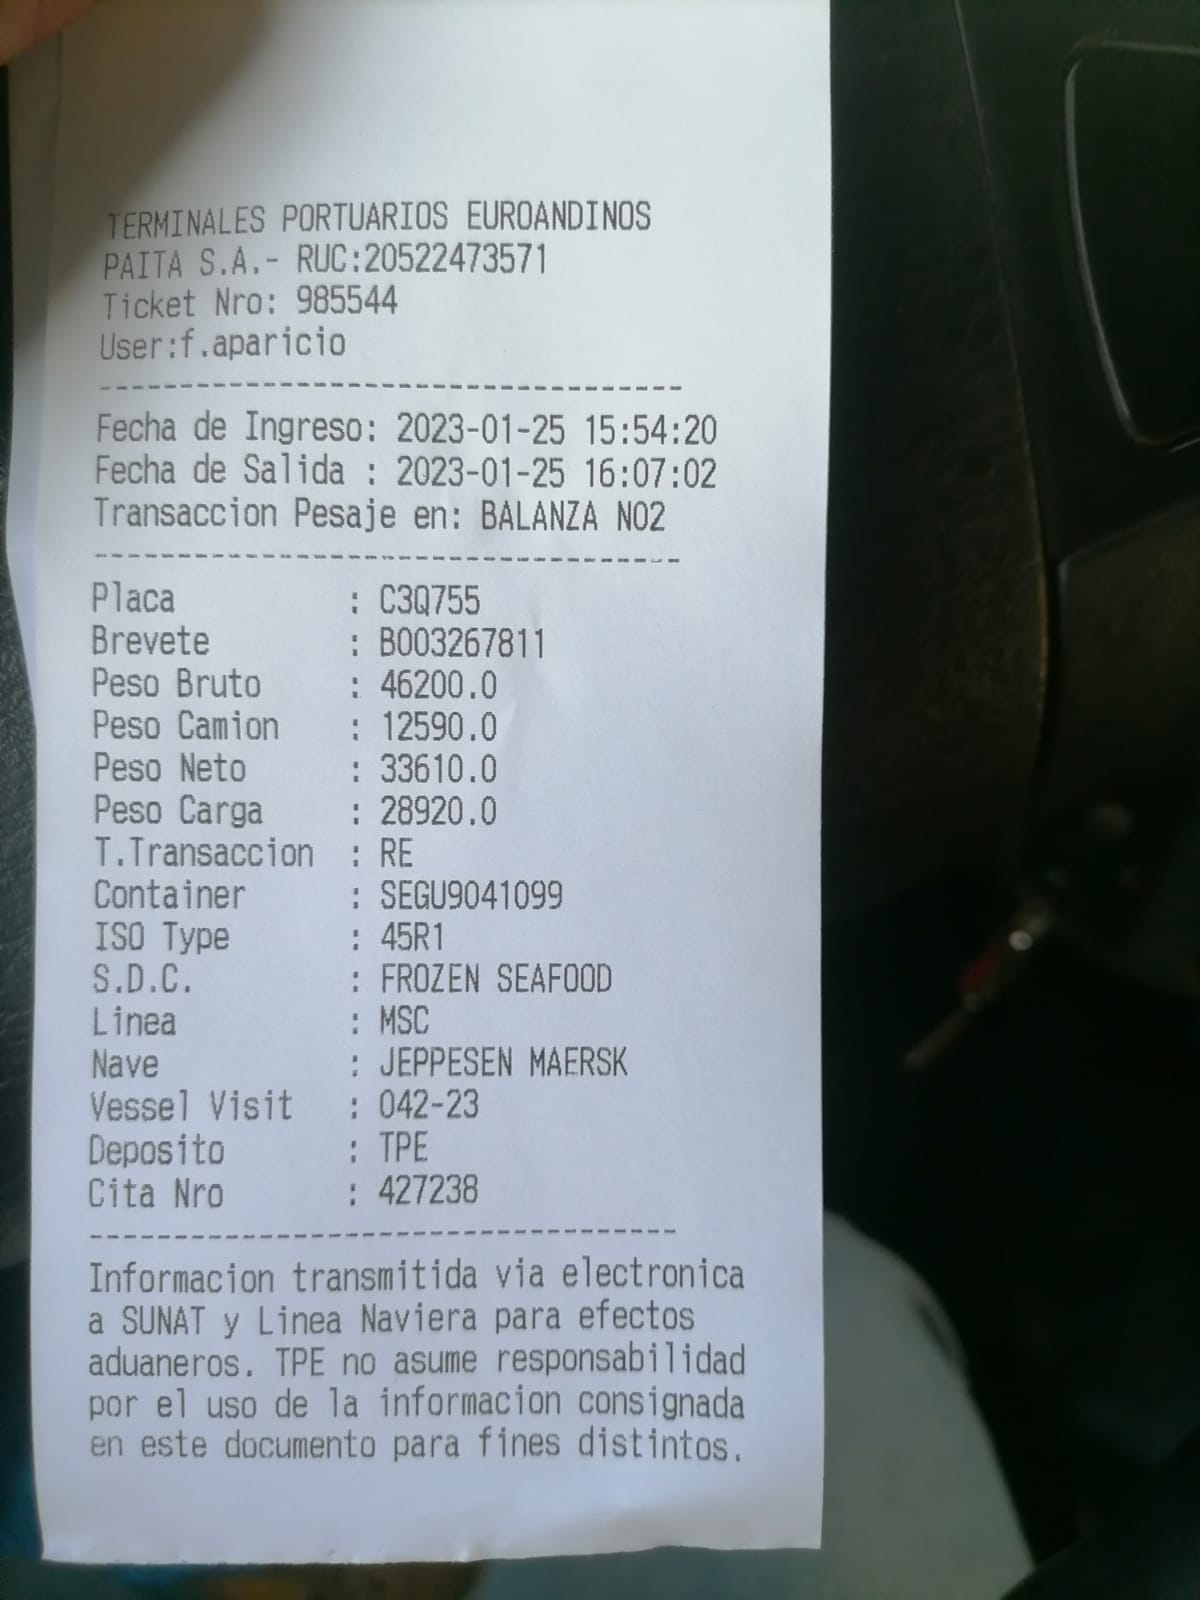 TERMINALES PORTUARIOS EUROANDINOS
PAITA S.A.- RUC:20522473571
Ticket Nro: 985544
User:f.aparicio
-----------------------------------
Fecha de Ingreso: 2023-01-25 15:54:20
Fecha de Salida : 2023-01-25 16:07:02
Transaccion Pesaje en: BALANZA NO2
-----------------------------------
Placa : C3Q755
Brevete : B003267811
Peso Bruto : 46200.0
Peso Camion : 12590.0
Peso Neto : 33610.0
Peso Carga : 28920.0
T.Transaccion : RE
Container : SEGU9041099
ISO Type : 45R1
S.D.C. : FROZEN SEAFOOD
Linea : MSC
Nave : JEPPESEN MAERSK
Vessel Visit : 042-23
Deposito : TPE
Cita Nro : 427238
-----------------------------------
Informacion transmitida via electronica
a SUNAT y Linea Naviera para efectos
aduaneros. TPE no asume responsabilidad
por el uso de la informacion consignada
en este documento para fines distintos.